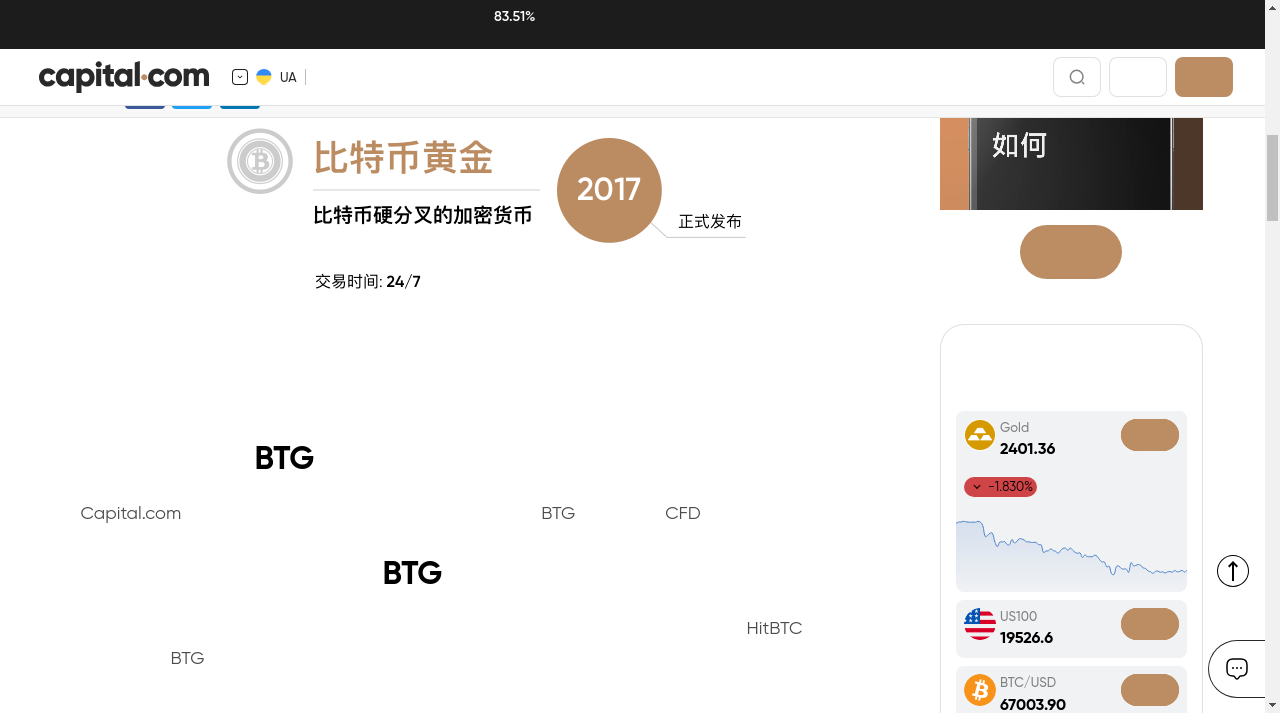 83.51%
capital.com
UA
比特币黄金
2017
如何
比特币硬分叉的加密货币
正式发布
交易时间: 24/7
Gold
2401.36
BTG
-1.830%
Capital.com BTG CFD
BTG
US100
HitBTC
19526.6
BTG
BTC/USD
67003.90